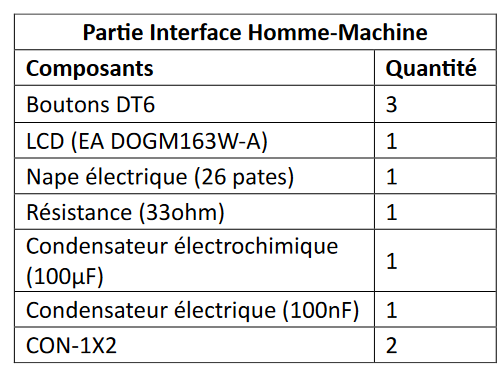 Partie Interface Homme-Machine
Composants Quantité
Boutons DT6 3
LCD (EA DOGM163W-A) 1
Nape électrique (26 pates) 1
Résistance (33ohm) 1
Condensateur électrochimique
(100µF) 1
Condensateur électrique (100nF) 1
CON-1X2 2